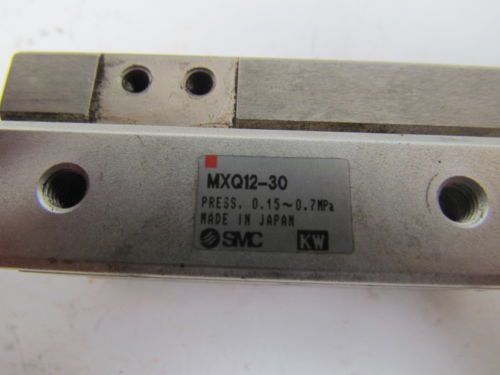 MXQ12-30
PRESS. 0.15~0.7MPa
MADE IN JAPAN
SMC KW